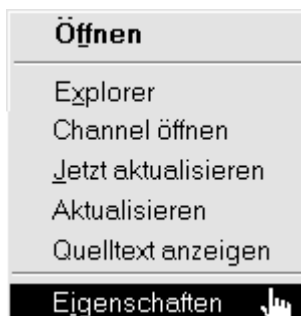 Öffnen
Explorer
Channel öffnen
Jetzt aktualisieren
Aktualisieren
Quelltext anzeigen
Eigenschaften